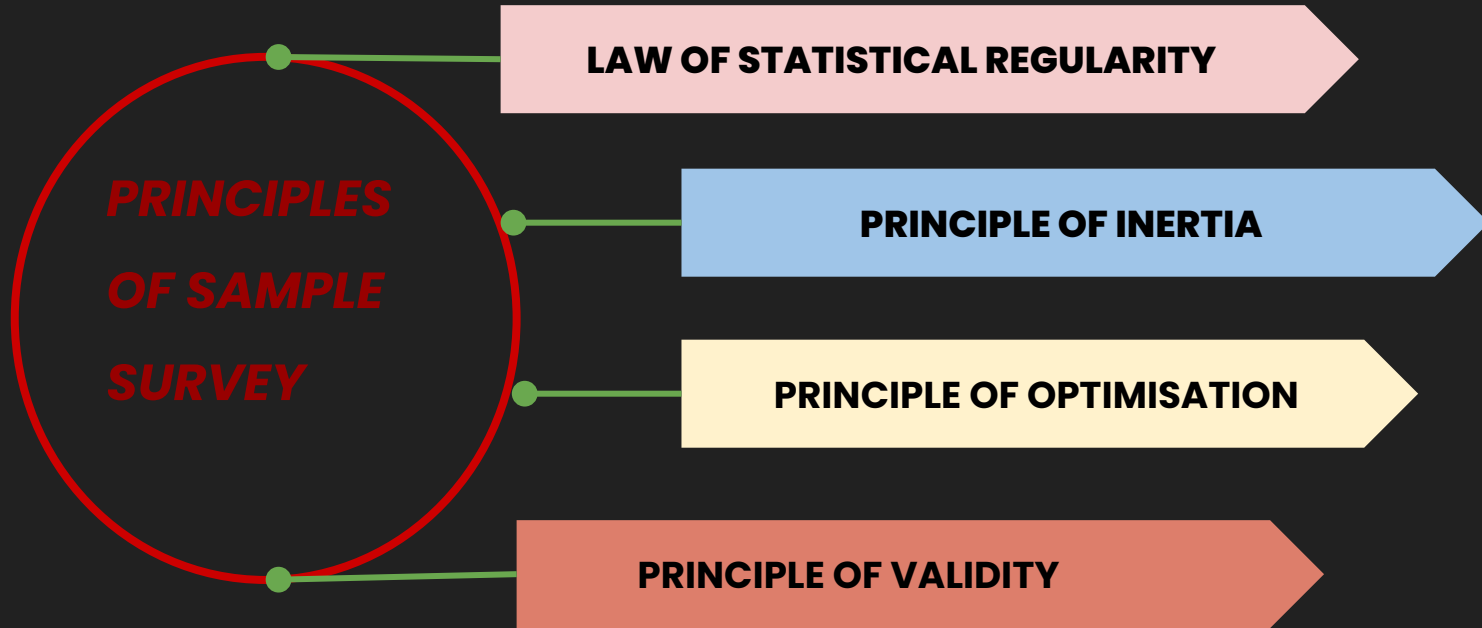 PRINCIPLES
OF SAMPLE
SURVEY
LAW OF STATISTICAL REGULARITY
PRINCIPLE OF INERTIA
PRINCIPLE OF OPTIMISATION
PRINCIPLE OF VALIDITY